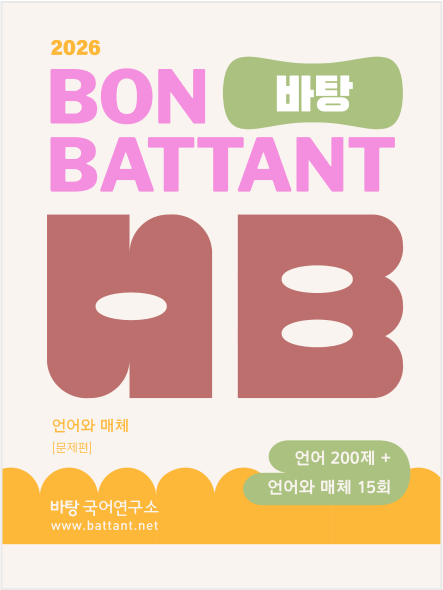 2026
BON 바탕
BATTANT
nB
언어와 매체
[문제편]
언어 200제 +
언어와 매체 15회
바탕 국어연구소
www.battant.net